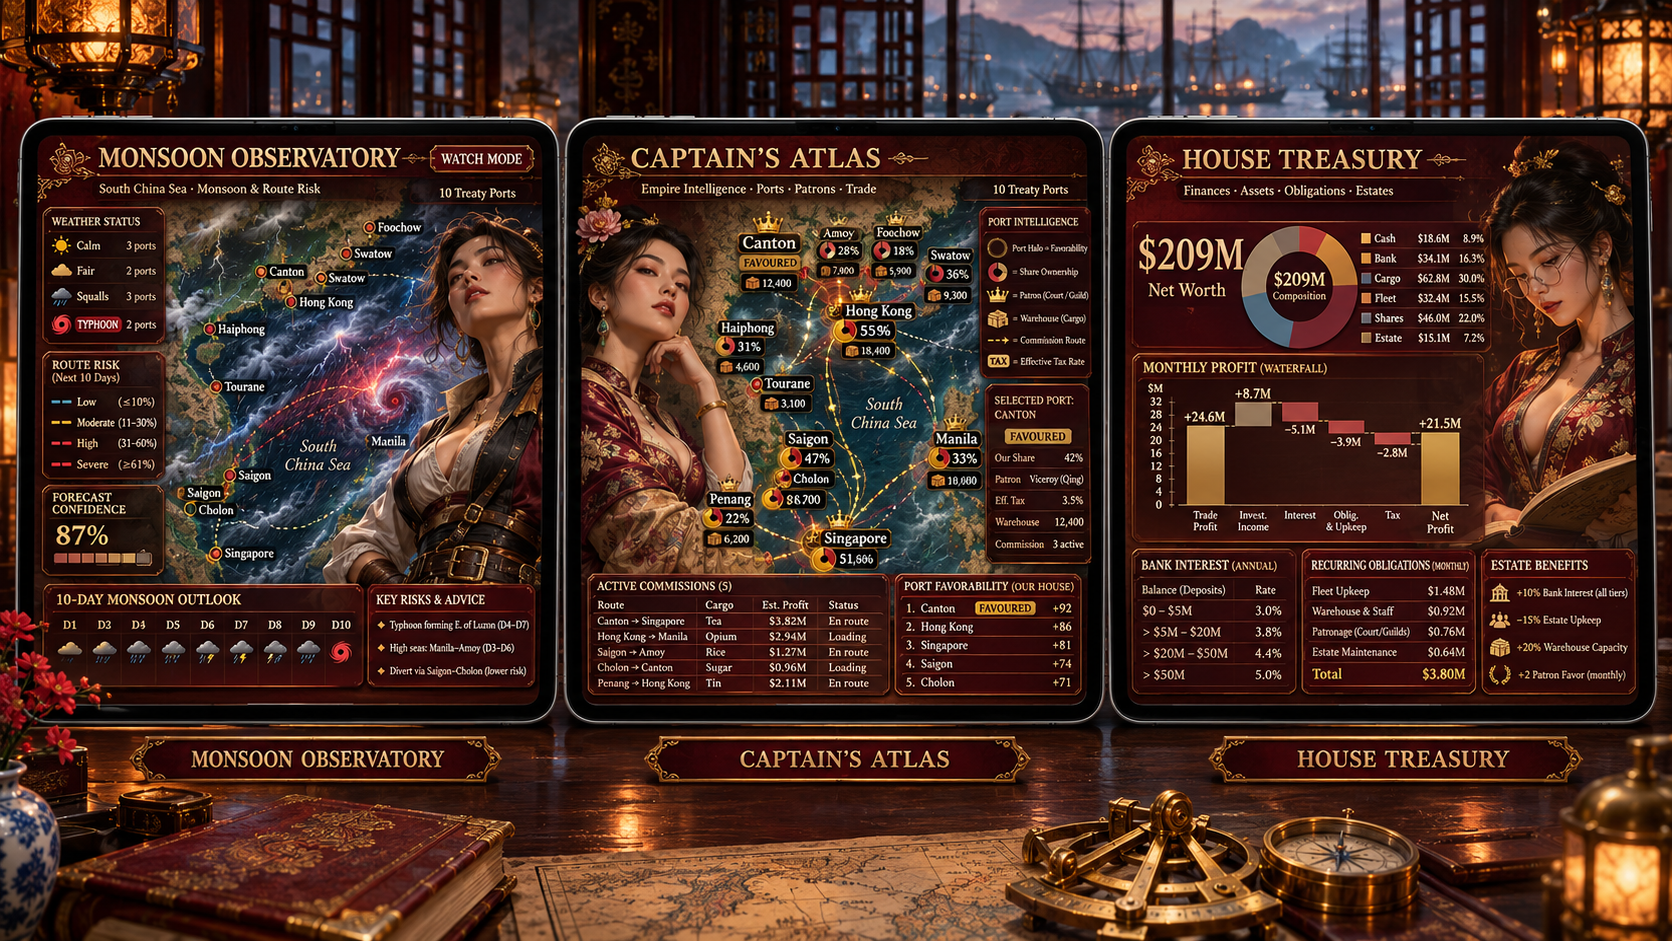 MONSOON OBSERVATORY
WATCH MODE
South China Sea · Monsoon & Route Risk
10 Treaty Ports
WEATHER STATUS
Calm 3 ports
Fair 2 ports
Squalls 3 ports
TYPHOON 2 ports
ROUTE RISK
(Next 10 Days)
Low (≤10%)
Moderate (11–30%)
High (31–60%)
Severe (≥61%)
FORECAST
CONFIDENCE
87%
Foochow
Swatow
Canton
Swatow
Hong Kong
Haiphong
Tourane
South
China Sea
Manila
Saigon
Saigon
Cholon
Singapore
10-DAY MONSOON OUTLOOK
D1 D3 D4 D5 D6 D7 D8 D9 D10
KEY RISKS & ADVICE
Typhoon forming E. of Luzon (D4–D7)
High seas: Manila–Amoy (D3–D6)
Divert via Saigon–Cholon (lower risk)
CAPTAIN'S ATLAS
Empire Intelligence · Ports · Patrons · Trade
10 Treaty Ports
Canton
FAVOURED
12,400
Amoy
28%
7,900
Foochow
18%
5,900
Swatow
36%
9,300
Hong Kong
55%
18,400
Haiphong
31%
4,600
Tourane
3,100
South
China Sea
Saigon
47%
Cholon
Manila
33%
Penang
22%
6,200
Singapore
PORT INTELLIGENCE
Port Halo = Favorability
= Share Ownership
= Patron (Court / Guild)
= Warehouse (Cargo)
= Commission Route
TAX = Effective Tax Rate
SELECTED PORT:
CANTON
FAVOURED
Our Share 42%
Patron Viceroy (Qing)
Eff. Tax 3.5%
Warehouse 12,400
Commission 3 active
ACTIVE COMMISSIONS (5)
Route Cargo Est. Profit Status
Canton → Singapore Tea $3.82M En route
Hong Kong → Manila Opium $2.94M Loading
Saigon → Amoy Rice $1.27M En route
Cholon → Canton Sugar $0.96M Loading
Penang → Hong Kong Tin $2.11M En route
PORT FAVORABILITY (OUR HOUSE)
1. Canton FAVOURED +92
2. Hong Kong +86
3. Singapore +81
4. Saigon +74
5. Cholon +71
HOUSE TREASURY
Finances · Assets · Obligations · Estates
$209M
Net Worth
$209M
Composition
Cash $18.6M 8.9%
Bank $34.1M 16.3%
Cargo $62.8M 30.0%
Fleet $32.4M 15.5%
Shares $46.0M 22.0%
Estate $15.1M 7.2%
MONTHLY PROFIT (WATERFALL)
$M
32
28
24
20
16
12
8
4
0
+24.6M
+8.7M
−5.1M
−3.9M
−2.8M
+21.5M
Trade Profit
Invest. Income
Interest
Oblig. & Upkeep
Tax
Net Profit
BANK INTEREST (ANNUAL)
Balance (Deposits) Rate
$0 – $5M 3.0%
> $5M – $20M 3.8%
> $20M – $50M 4.4%
> $50M 5.0%
RECURRING OBLIGATIONS (MONTHLY)
Fleet Upkeep $1.48M
Warehouse & Staff $0.92M
Patronage (Court/Guilds) $0.76M
Estate Maintenance $0.64M
Total $3.80M
ESTATE BENEFITS
+10% Bank Interest (all tiers)
−15% Estate Upkeep
+20% Warehouse Capacity
+2 Patron Favor (monthly)
MONSOON OBSERVATORY
CAPTAIN'S ATLAS
HOUSE TREASURY